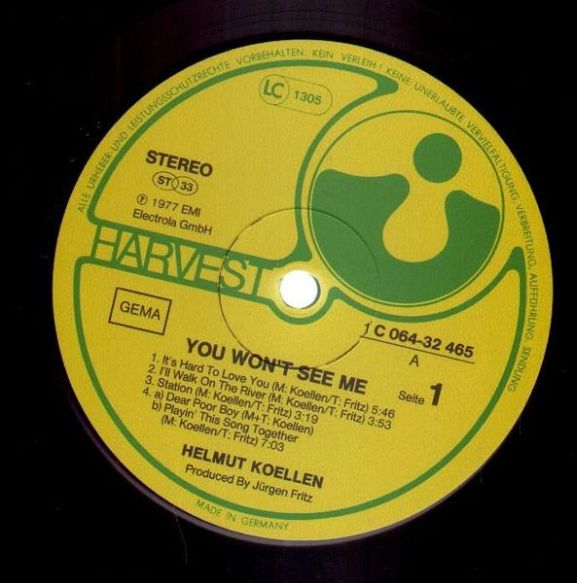 ALLE URHEBER- UND LEISTUNGSSCHUTZRECHTE VORBEHALTEN. KEIN VERLEIH! KEINE UNERLAUBTE VERVIELFÄLTIGUNG, VERBREITUNG, AUFFÜHRUNG, SENDUNG
LC 1305
STEREO
ST 33
℗ 1977 EMI
Electrola GmbH
HARVEST
GEMA
1 C 064-32 465
A
Seite 1
YOU WON'T SEE ME
1. It's Hard To Love You (M: Koellen/T: Fritz) 5:46
2. I'll Walk On The River (M: Koellen/T: Fritz) 3:53
3. Station (M: Koellen/T: Fritz) 3:19
4. a) Dear Poor Boy (M+T: Koellen)
b) Playin' This Song Together
(M: Koellen/T: Fritz) 7:03
HELMUT KOELLEN
Produced By Jürgen Fritz
MADE IN GERMANY